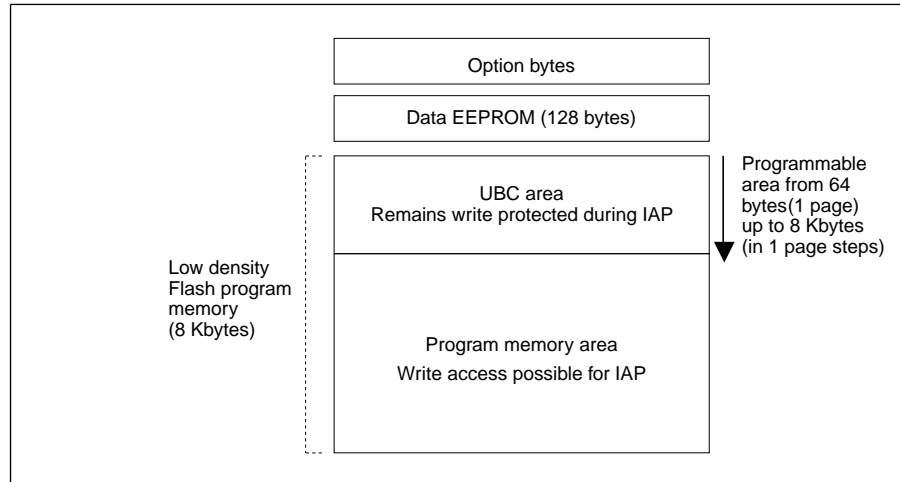 Option bytes
Data EEPROM (128 bytes)
UBC area
Remains write protected during IAP
Programmable
area from 64
bytes(1 page)
up to 8 Kbytes
(in 1 page steps)
Low density
Flash program
memory
(8 Kbytes)
Program memory area
Write access possible for IAP